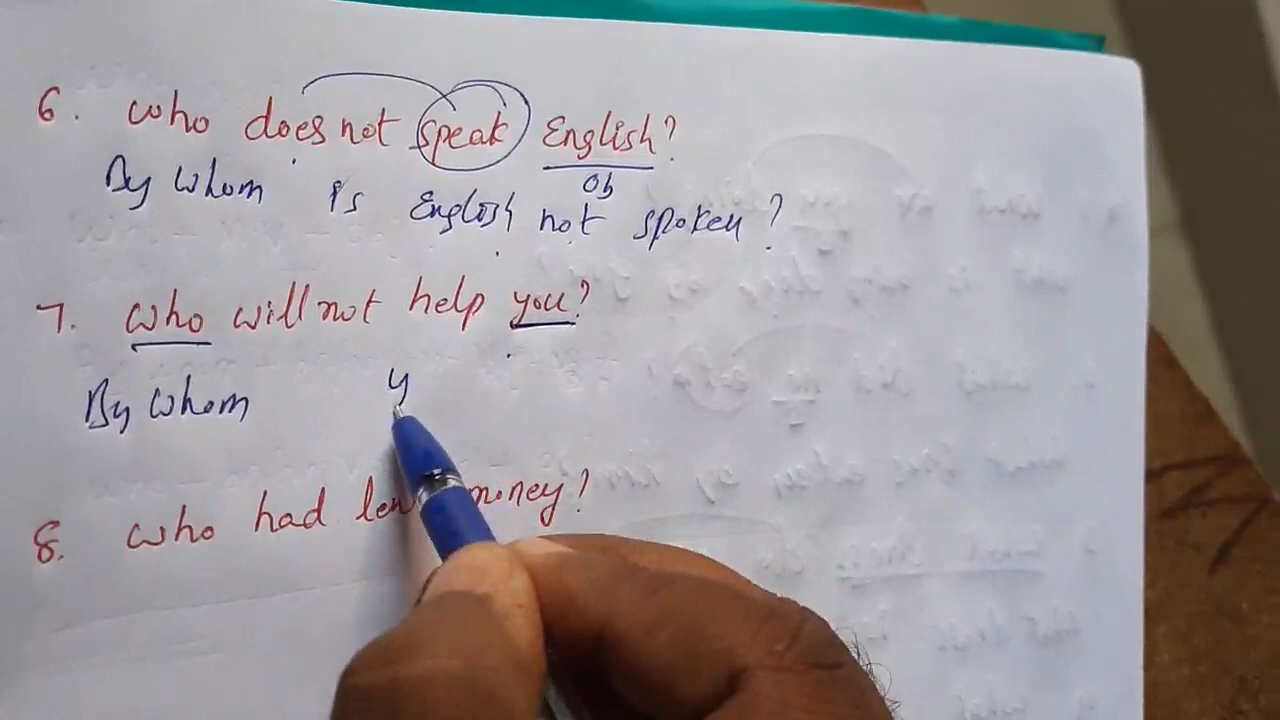 6. who does not speak English?
ob
By whom is English not spoken?
7. who will not help you?
By whom y
8. who had money?